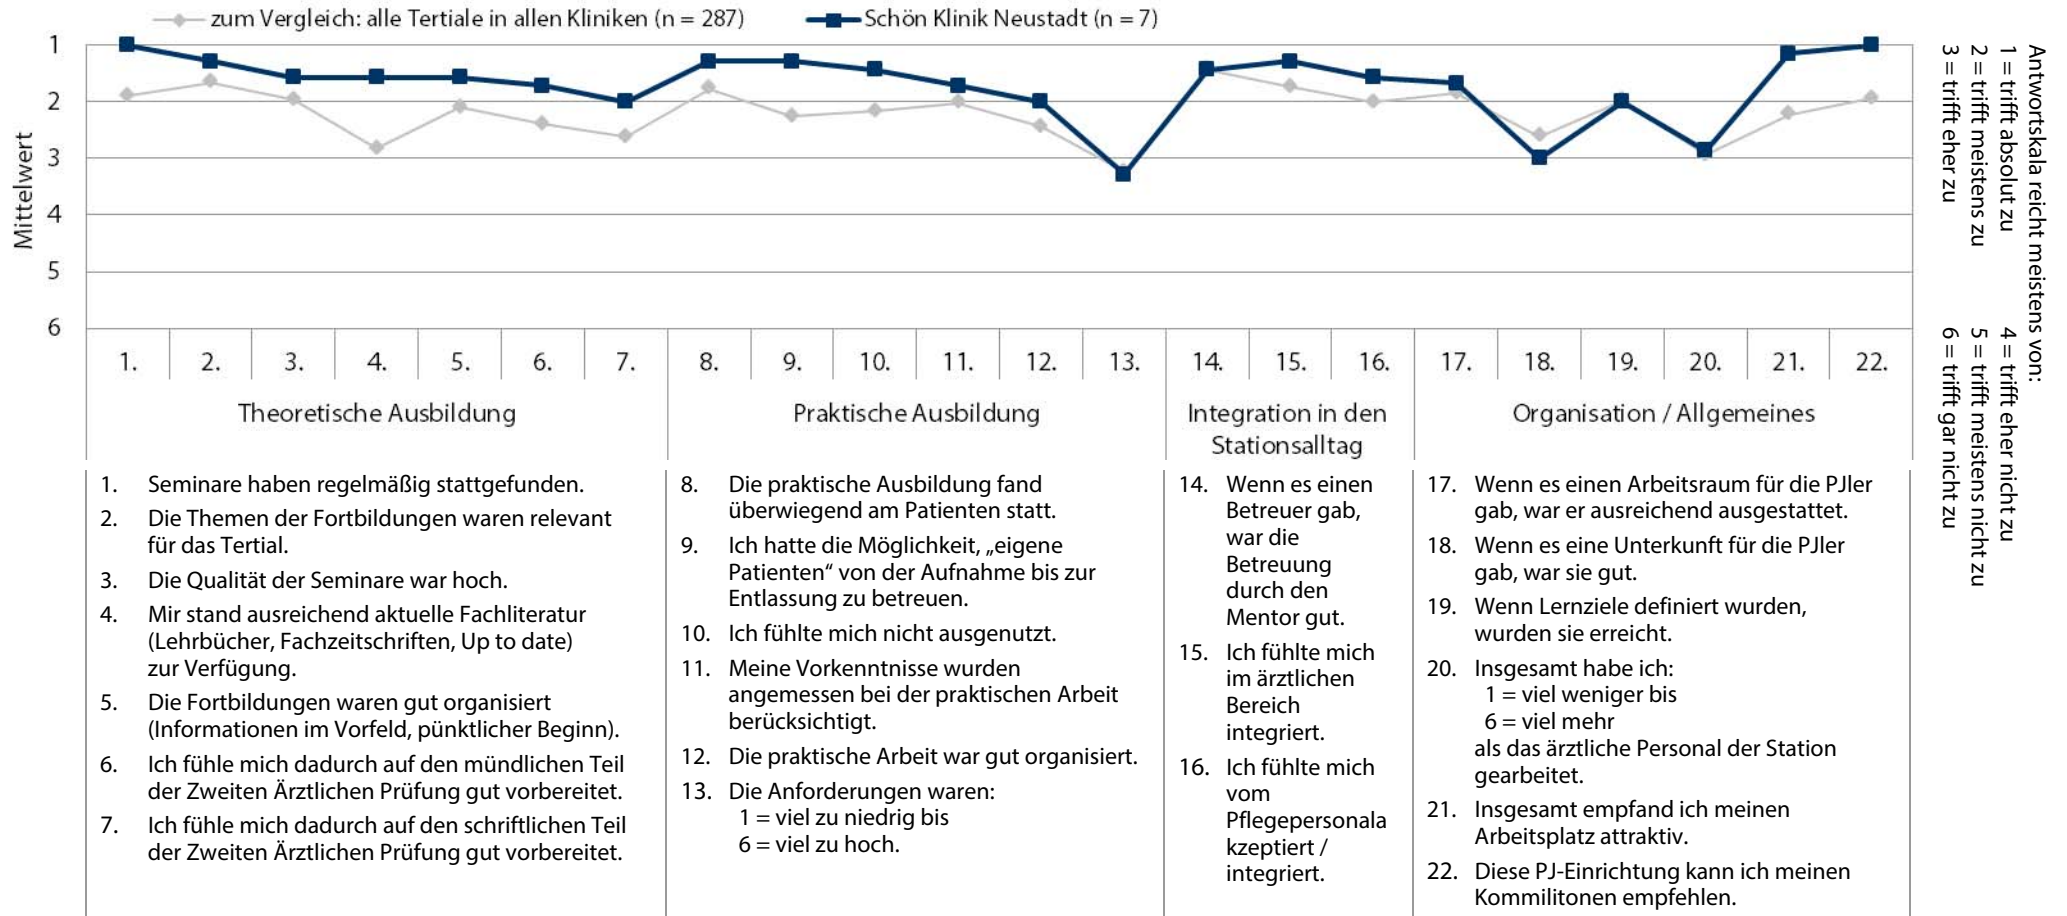 zum Vergleich: alle Tertiale in allen Kliniken (n = 287)
Schön Klinik Neustadt (n = 7)
Mittelwert
1
2
3
4
5
6
1. 2. 3. 4. 5. 6. 7. 8. 9. 10. 11. 12. 13. 14. 15. 16. 17. 18. 19. 20. 21. 22.
Theoretische Ausbildung
Praktische Ausbildung
Integration in den
Stationsalltag
Organisation / Allgemeines
1. Seminare haben regelmäßig stattgefunden.
2. Die Themen der Fortbildungen waren relevant
für das Tertial.
3. Die Qualität der Seminare war hoch.
4. Mir stand ausreichend aktuelle Fachliteratur
(Lehrbücher, Fachzeitschriften, Up to date)
zur Verfügung.
5. Die Fortbildungen waren gut organisiert
(Informationen im Vorfeld, pünktlicher Beginn).
6. Ich fühle mich dadurch auf den mündlichen Teil
der Zweiten Ärztlichen Prüfung gut vorbereitet.
7. Ich fühle mich dadurch auf den schriftlichen Teil
der Zweiten Ärztlichen Prüfung gut vorbereitet.
8. Die praktische Ausbildung fand
überwiegend am Patienten statt.
9. Ich hatte die Möglichkeit, „eigene
Patienten“ von der Aufnahme bis zur
Entlassung zu betreuen.
10. Ich fühlte mich nicht ausgenutzt.
11. Meine Vorkenntnisse wurden
angemessen bei der praktischen Arbeit
berücksichtigt.
12. Die praktische Arbeit war gut organisiert.
13. Die Anforderungen waren:
1 = viel zu niedrig bis
6 = viel zu hoch.
14. Wenn es einen
Betreuer gab,
war die
Betreuung
durch den
Mentor gut.
15. Ich fühlte mich
im ärztlichen
Bereich
integriert.
16. Ich fühlte mich
vom
Pflegepersonala
kzeptiert /
integriert.
17. Wenn es einen Arbeitsraum für die PJler
gab, war er ausreichend ausgestattet.
18. Wenn es eine Unterkunft für die PJler
gab, war sie gut.
19. Wenn Lernziele definiert wurden,
wurden sie erreicht.
20. Insgesamt habe ich:
1 = viel weniger bis
6 = viel mehr
als das ärztliche Personal der Station
gearbeitet.
21. Insgesamt empfand ich meinen
Arbeitsplatz attraktiv.
22. Diese PJ-Einrichtung kann ich meinen
Kommilitonen empfehlen.
Antwortskala reicht meistens von:
1 = trifft absolut zu
2 = trifft meistens zu
3 = trifft eher zu
4 = trifft eher nicht zu
5 = trifft meistens nicht zu
6 = trifft gar nicht zu